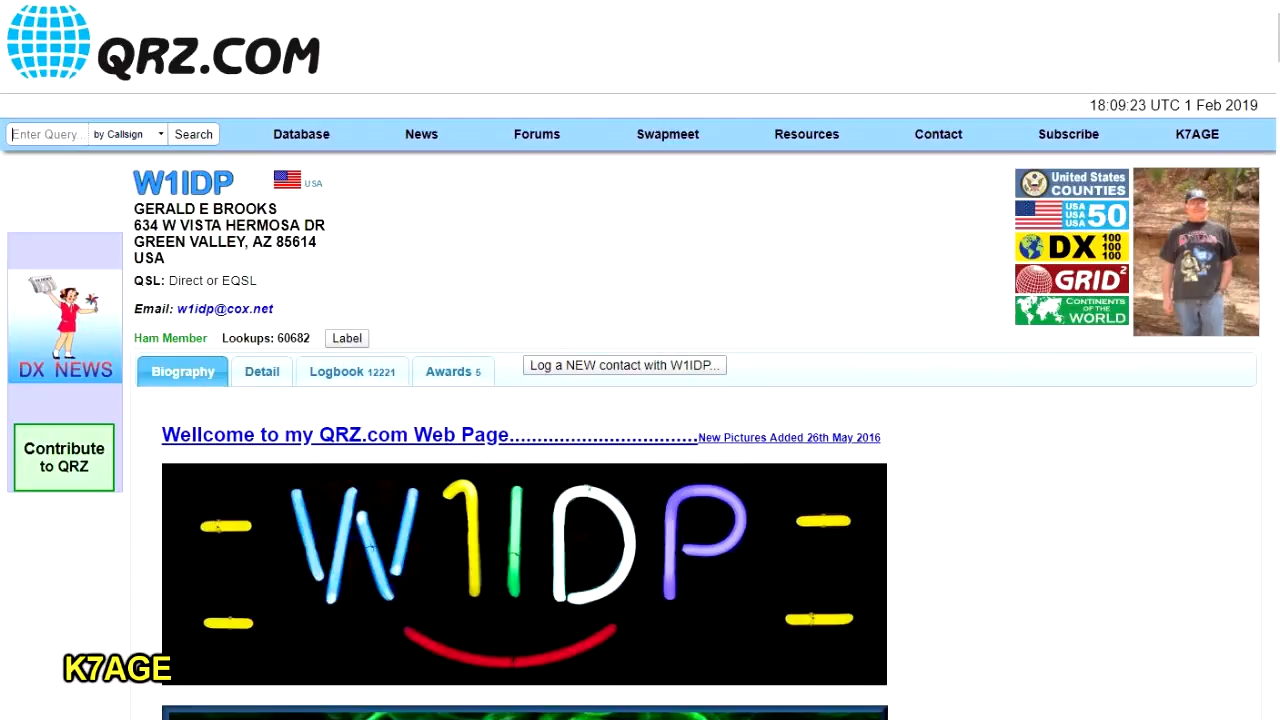 QRZ.COM
18:09:23 UTC 1 Feb 2019
Enter Query.. by Callsign Search Database News Forums Swapmeet Resources Contact Subscribe K7AGE
W1IDP USA
GERALD E BROOKS
634 W VISTA HERMOSA DR
GREEN VALLEY, AZ 85614
USA
QSL: Direct or EQSL
Email: w1idp@cox.net
Ham Member Lookups: 60682 Label
United States
COUNTIES
USA
USA
USA 50
DX 100
100
100
GRID2
CONTINENTS
OF THE
WORLD
DX NEWS
Contribute
to QRZ
Biography Detail Logbook 12221 Awards 5 Log a NEW contact with W1IDP...
Wellcome to my QRZ.com Web Page..................................New Pictures Added 26th May 2016
W1IDP
K7AGE